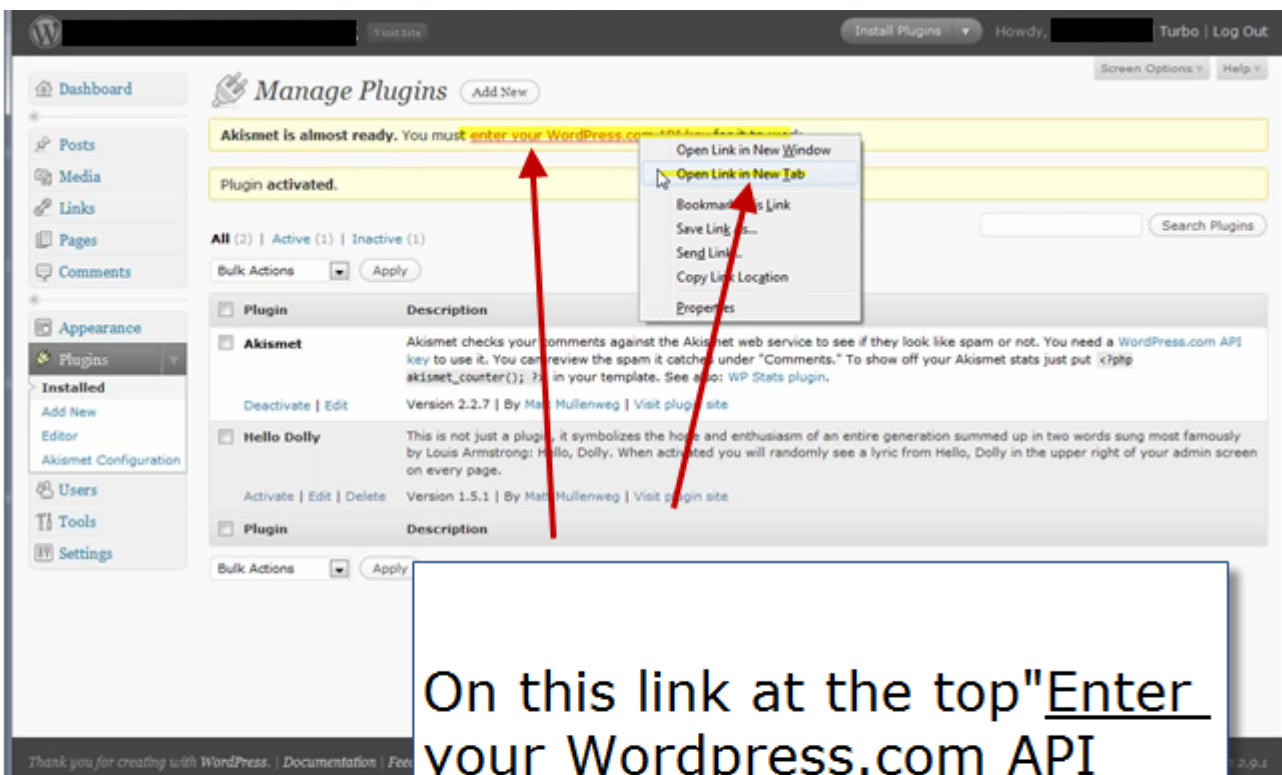 Visit Site Install Plugins Howdy, Turbo | Log Out
Screen Options Help
Dashboard
Posts
Media
Links
Pages
Comments
Appearance
Plugins
Installed
Add New
Editor
Akismet Configuration
Users
Tools
Settings
Manage Plugins Add New
Akismet is almost ready. You must enter your WordPress.com API key for it to work.
Plugin activated.
Open Link in New Window
Open Link in New Tab
Bookmark This Link
Save Link As...
Send Link...
Copy Link Location
Properties
All (2) | Active (1) | Inactive (1)
Search Plugins
Bulk Actions Apply
Plugin Description
Akismet Akismet checks your comments against the Akismet web service to see if they look like spam or not. You need a WordPress.com API
key to use it. You can review the spam it catches under "Comments." To show off your Akismet stats just put <?php
akismet_counter(); ?> in your template. See also: WP Stats plugin.
Deactivate | Edit Version 2.2.7 | By Matt Mullenweg | Visit plugin site
Hello Dolly This is not just a plugin, it symbolizes the hope and enthusiasm of an entire generation summed up in two words sung most famously
by Louis Armstrong: Hello, Dolly. When activated you will randomly see a lyric from Hello, Dolly in the upper right of your admin screen
on every page.
Activate | Edit | Delete Version 1.5.1 | By Matt Mullenweg | Visit plugin site
Plugin Description
Bulk Actions Apply
On this link at the top"Enter
your Wordpress.com API
Thank you for creating with WordPress. | Documentation | 2.9.1